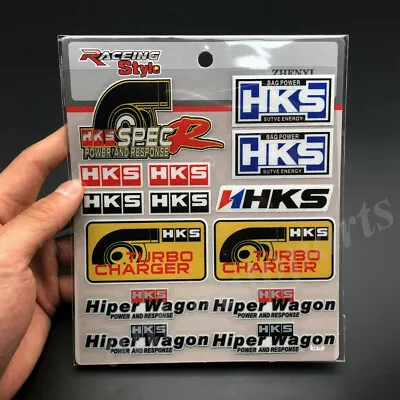 RACEING
Style
ZHENYI
HKS SPEC R
POWER AND RESPONSE
BAG POWER
HKS
SUTVE ENERGY
BAG POWER
HKS
SUTVE ENERGY
HKS HKS
HKS HKS
HKS
HKS
TURBO
CHARGER
HKS
TURBO
CHARGER
HKS
Hiper Wagon
POWER AND RESPONSE
HKS
Hiper Wagon
POWER AND RESPONSE
HKS
Hiper Wagon
POWER AND RESPONSE
HKS
Hiper Wagon
POWER AND RESPONSE